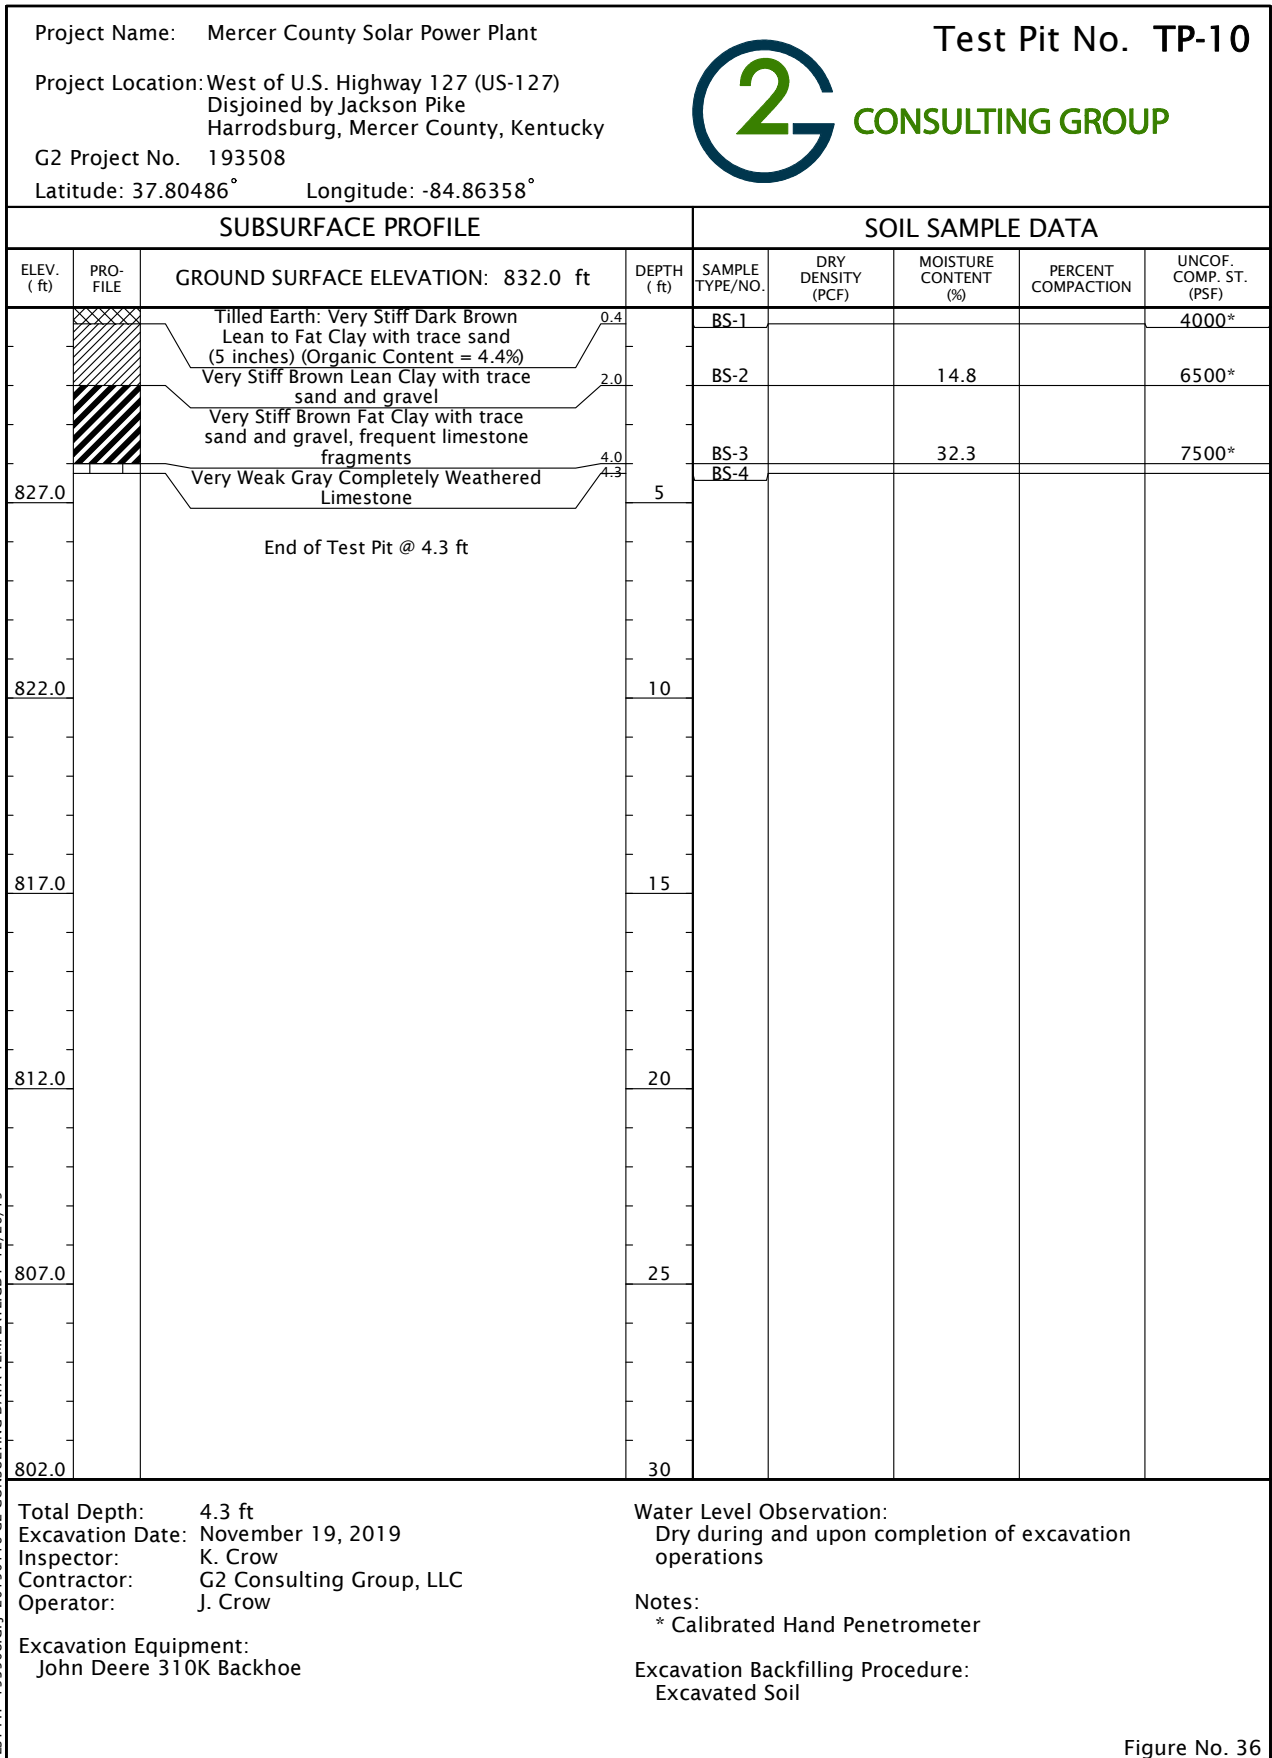 Project Name: Mercer County Solar Power Plant
Project Location: West of U.S. Highway 127 (US-127)
Disjoined by Jackson Pike
Harrodsburg, Mercer County, Kentucky
G2 Project No. 193508
Latitude: 37.80486° Longitude: -84.86358°
G2 CONSULTING GROUP
Test Pit No. TP-10
SUBSURFACE PROFILE
SOIL SAMPLE DATA
ELEV. ( ft)
PRO- FILE
GROUND SURFACE ELEVATION: 832.0 ft
DEPTH ( ft)
SAMPLE TYPE/NO.
DRY DENSITY (PCF)
MOISTURE CONTENT (%)
PERCENT COMPACTION
UNCOF. COMP. ST. (PSF)
Tilled Earth: Very Stiff Dark Brown 0.4 BS-1 4000*
Lean to Fat Clay with trace sand
(5 inches) (Organic Content = 4.4%)
Very Stiff Brown Lean Clay with trace 2.0 BS-2 14.8 6500*
sand and gravel
Very Stiff Brown Fat Clay with trace
sand and gravel, frequent limestone
fragments 4.0 BS-3 32.3 7500*
Very Weak Gray Completely Weathered 4.3 BS-4
827.0 Limestone 5
End of Test Pit @ 4.3 ft
822.0 10
817.0 15
812.0 20
807.0 25
802.0 30
Total Depth: 4.3 ft
Excavation Date: November 19, 2019
Inspector: K. Crow
Contractor: G2 Consulting Group, LLC
Operator: J. Crow
Excavation Equipment:
John Deere 310K Backhoe
Water Level Observation:
Dry during and upon completion of excavation
operations
Notes:
* Calibrated Hand Penetrometer
Excavation Backfilling Procedure:
Excavated Soil
Figure No. 36